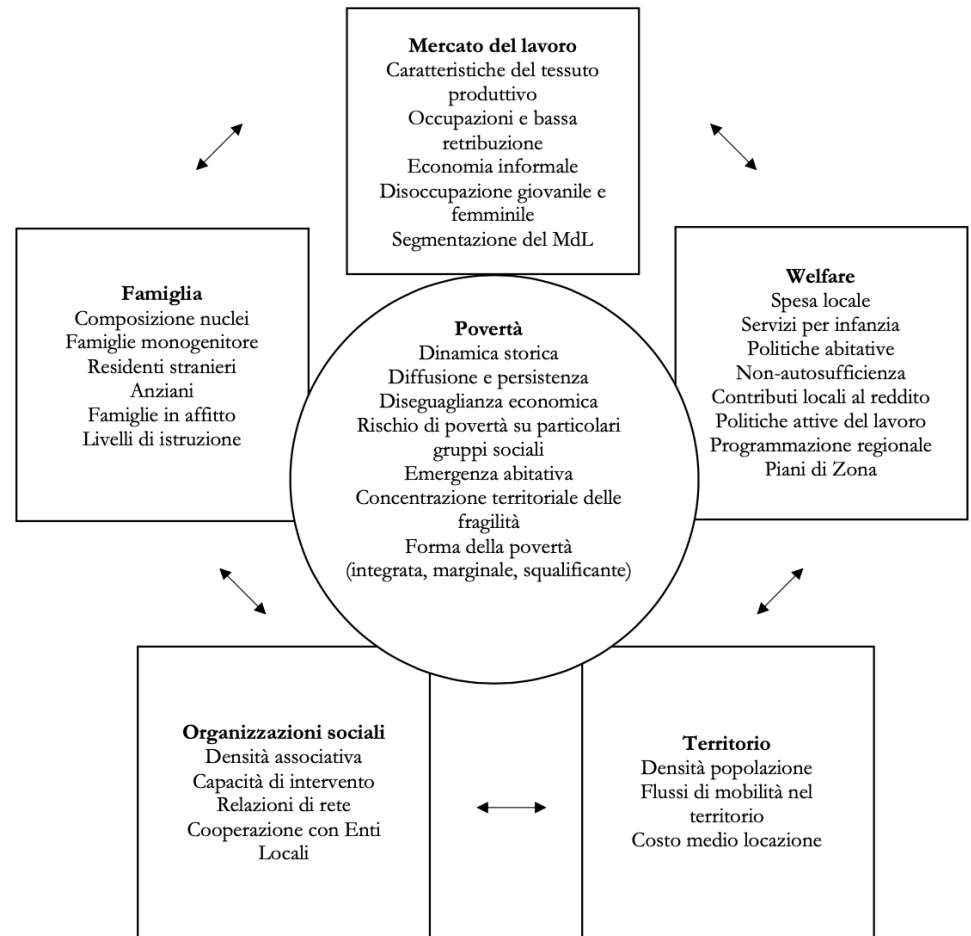 Mercato del lavoro
Caratteristiche del tessuto
produttivo
Occupazioni e bassa
retribuzione
Economia informale
Disoccupazione giovanile e
femminile
Segmentazione del MdL
Famiglia
Composizione nuclei
Famiglie monogenitore
Residenti stranieri
Anziani
Famiglie in affitto
Livelli di istruzione
Povertà
Dinamica storica
Diffusione e persistenza
Diseguaglianza economica
Rischio di povertà su particolari
gruppi sociali
Emergenza abitativa
Concentrazione territoriale delle
fragilità
Forma della povertà
(integrata, marginale, squalificante)
Welfare
Spesa locale
Servizi per infanzia
Politiche abitative
Non-autosufficienza
Contributi locali al reddito
Politiche attive del lavoro
Programmazione regionale
Piani di Zona
Organizzazioni sociali
Densità associativa
Capacità di intervento
Relazioni di rete
Cooperazione con Enti
Locali
Territorio
Densità popolazione
Flussi di mobilità nel
territorio
Costo medio locazione